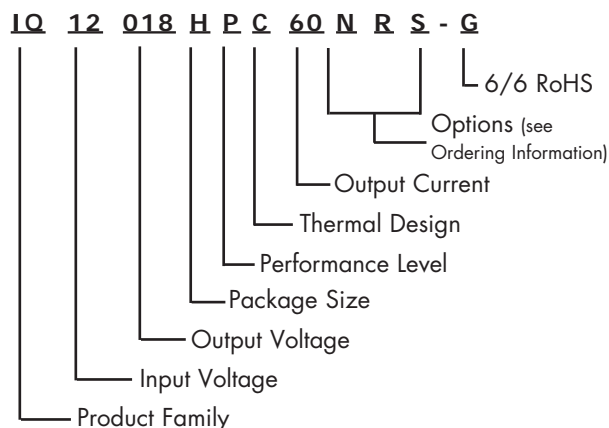 IQ 12 018 H P C 60 N R S - G
6/6 RoHS
Options (see
Ordering Information)
Output Current
Thermal Design
Performance Level
Package Size
Output Voltage
Input Voltage
Product Family